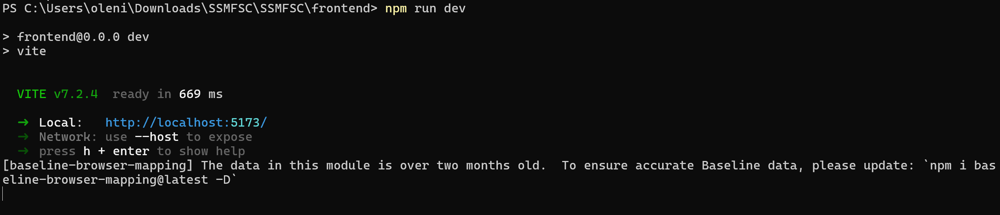 PS C:\Users\oleni\Downloads\SSMFSC\SSMFSC\frontend> npm run dev
> frontend@0.0.0 dev
> vite
VITE v7.2.4  ready in 669 ms
➜ Local:   http://localhost:5173/
➜ Network: use --host to expose
➜ press h + enter to show help
[baseline-browser-mapping] The data in this module is over two months old.  To ensure accurate Baseline data, please update: `npm i bas
eline-browser-mapping@latest -D`